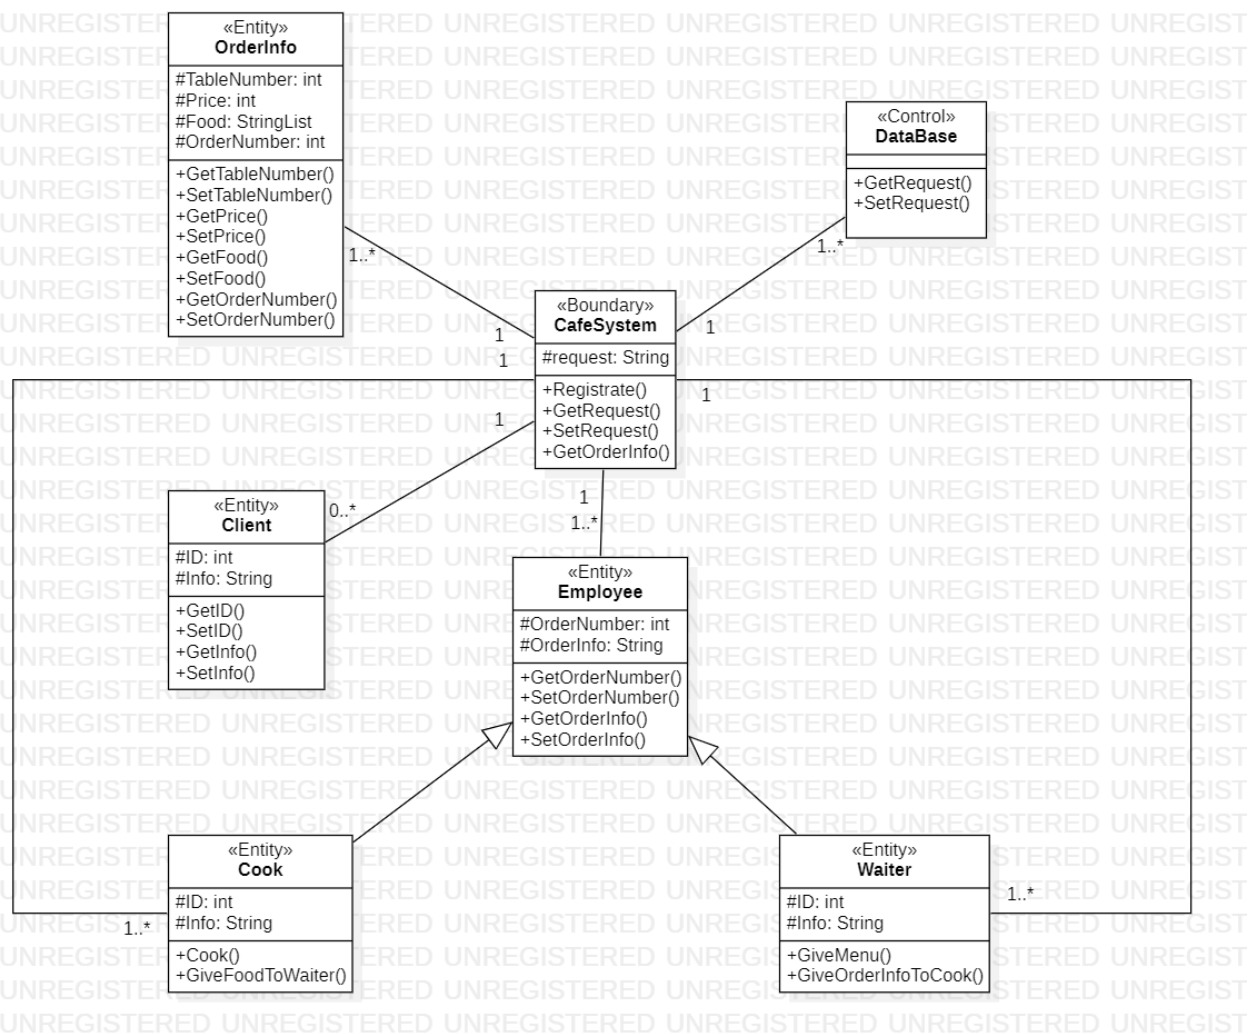 «Entity»
OrderInfo
#TableNumber: int
#Price: int
#Food: StringList
#OrderNumber: int
+GetTableNumber()
+SetTableNumber()
+GetPrice()
+SetPrice()
+GetFood()
+SetFood()
+GetOrderNumber()
+SetOrderNumber()
1..*
1
«Control»
DataBase
+GetRequest()
+SetRequest()
1..*
1
«Boundary»
CafeSystem
#request: String
+Registrate()
+GetRequest()
+SetRequest()
+GetOrderInfo()
1
1
1
1
1..*
«Entity»
Client
#ID: int
#Info: String
+GetID()
+SetID()
+GetInfo()
+SetInfo()
0..*
«Entity»
Employee
#OrderNumber: int
#OrderInfo: String
+GetOrderNumber()
+SetOrderNumber()
+GetOrderInfo()
+SetOrderInfo()
«Entity»
Cook
#ID: int
#Info: String
+Cook()
+GiveFoodToWaiter()
1..*
«Entity»
Waiter
#ID: int
#Info: String
+GiveMenu()
+GiveOrderInfoToCook()
1..*
UNREGISTERED